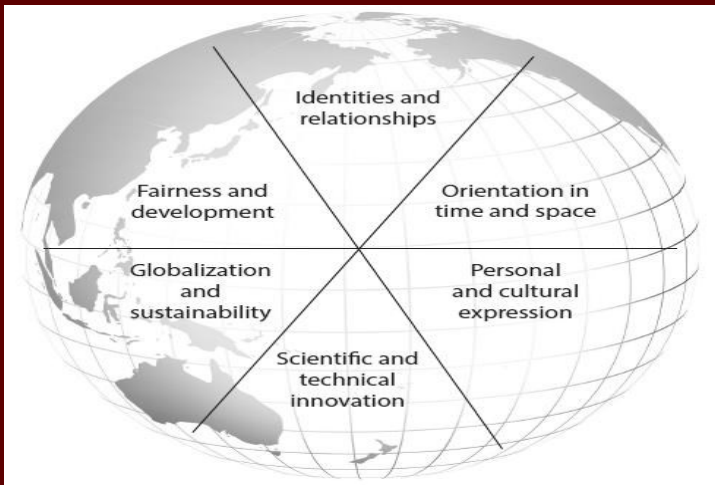 Identities and
relationships
Fairness and
development
Orientation in
time and space
Globalization
and
sustainability
Personal
and cultural
expression
Scientific and
technical
innovation